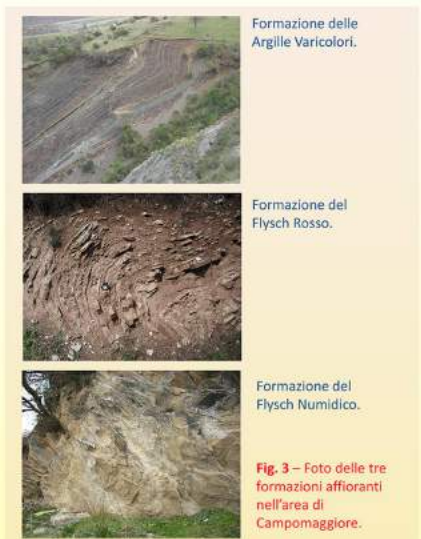 Formazione delle
Argille Varicolori.
Formazione del
Flysch Rosso.
Formazione del
Flysch Numidico.
Fig. 3 – Foto delle tre
formazioni affioranti
nell'area di
Campomaggiore.